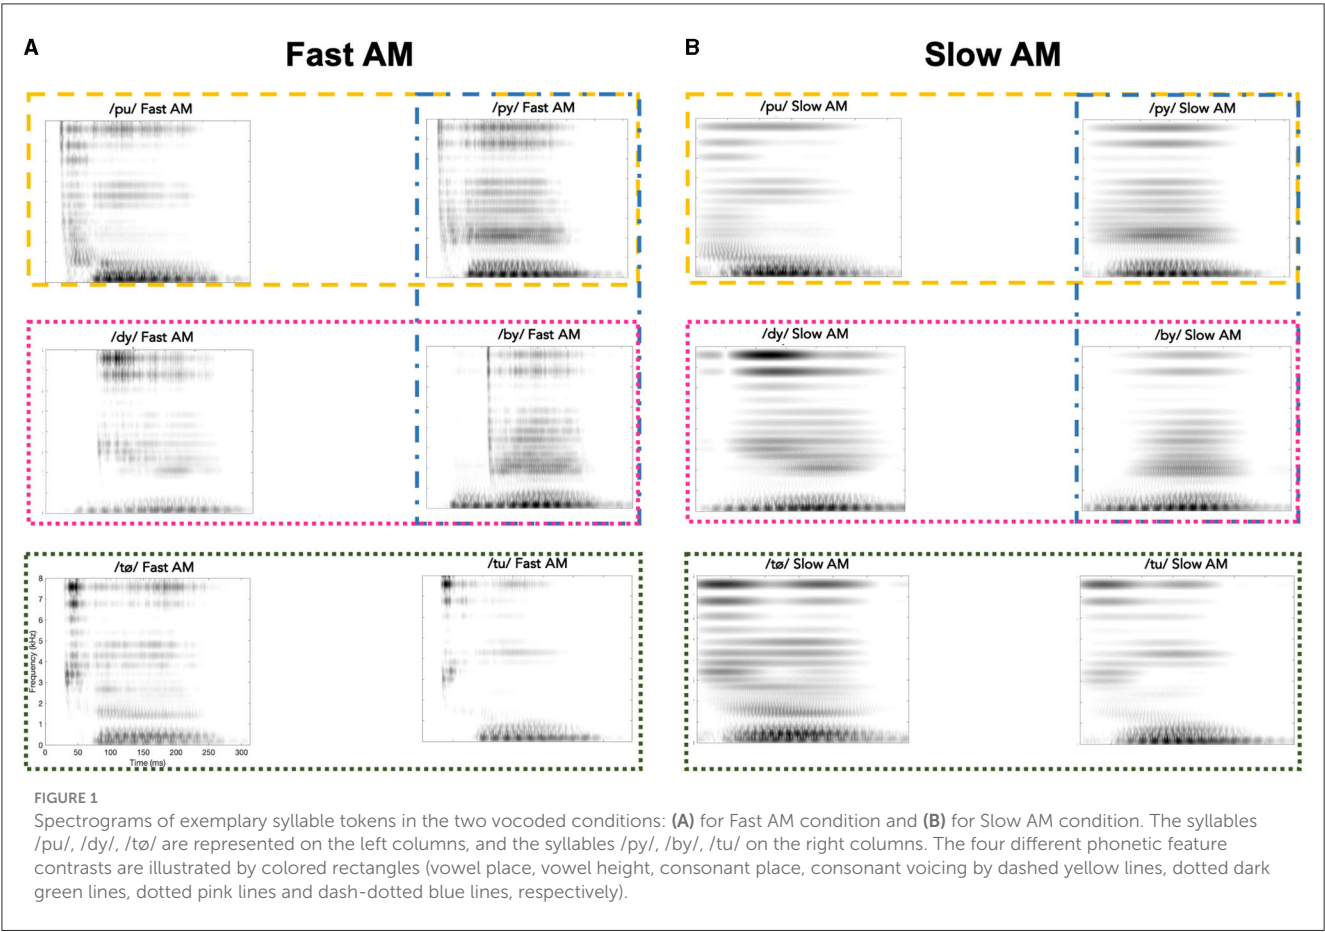 A
Fast AM
B
Slow AM
/pu/ Fast AM
/py/ Fast AM
/pu/ Slow AM
/py/ Slow AM
/dy/ Fast AM
/by/ Fast AM
/dy/ Slow AM
/by/ Slow AM
/tø/ Fast AM
/tu/ Fast AM
/tø/ Slow AM
/tu/ Slow AM
8
7
6
5
4
3
2
1
0
Frequency (kHz)
0 50 100 150 200 250 300
Time (ms)
FIGURE 1
Spectrograms of exemplary syllable tokens in the two vocoded conditions: (A) for Fast AM condition and (B) for Slow AM condition. The syllables
/pu/, /dy/, /tø/ are represented on the left columns, and the syllables /py/, /by/, /tu/ on the right columns. The four different phonetic feature
contrasts are illustrated by colored rectangles (vowel place, vowel height, consonant place, consonant voicing by dashed yellow lines, dotted dark
green lines, dotted pink lines and dash-dotted blue lines, respectively).